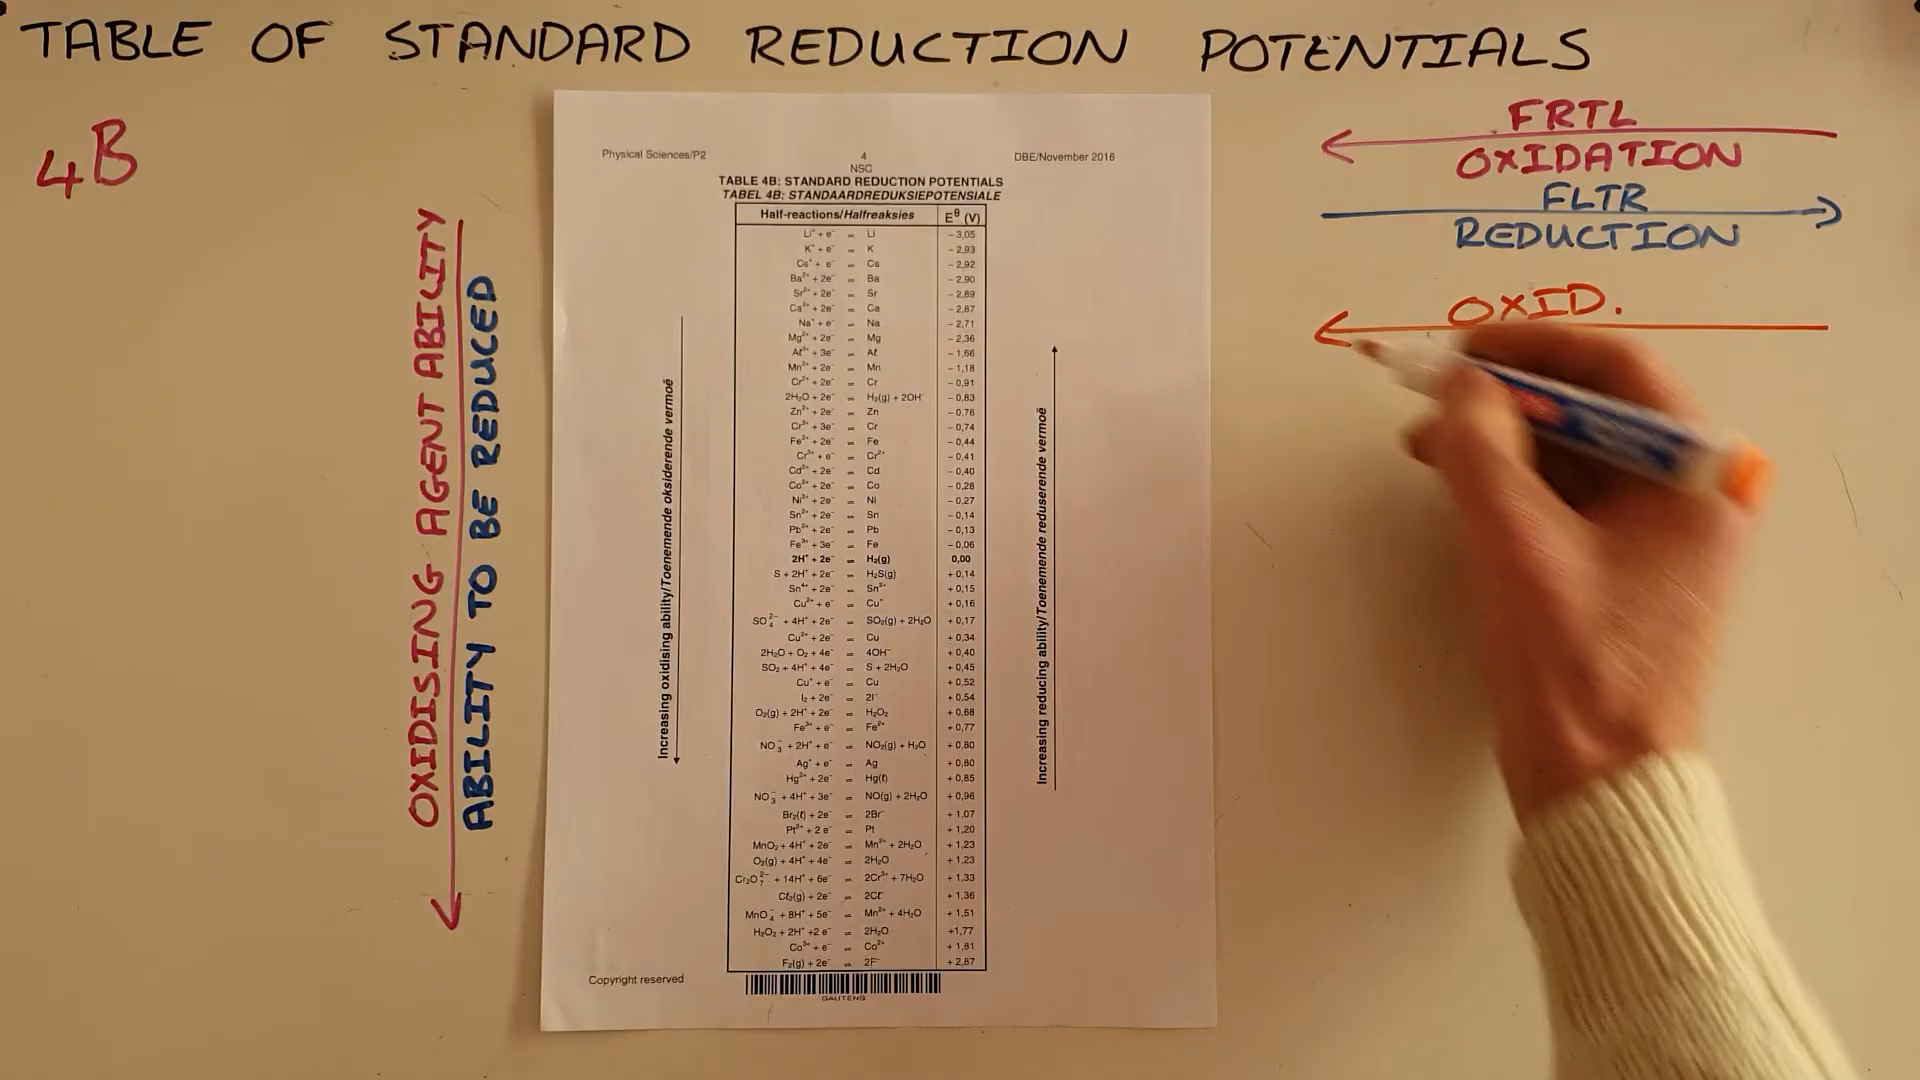 TABLE OF STANDARD REDUCTION POTENTIALS
4B
OXIDISING AGENT ABILITY
ABILITY TO BE REDUCED
Physical Sciences/P2 4 DBE/November 2016
NSC
TABLE 4B: STANDARD REDUCTION POTENTIALS
TABEL 4B: STANDAARDREDUKSIEPOTENSIALE
Half-reactions/Halfreaksies Eᶿ (V)
Li⁺ + e⁻ ⇌ Li − 3,05
K⁺ + e⁻ ⇌ K − 2,93
Cs⁺ + e⁻ ⇌ Cs − 2,92
Ba²⁺ + 2e⁻ ⇌ Ba − 2,90
Sr²⁺ + 2e⁻ ⇌ Sr − 2,89
Ca²⁺ + 2e⁻ ⇌ Ca − 2,87
Na⁺ + e⁻ ⇌ Na − 2,71
Mg²⁺ + 2e⁻ ⇌ Mg − 2,36
Aℓ³⁺ + 3e⁻ ⇌ Aℓ − 1,66
Mn²⁺ + 2e⁻ ⇌ Mn − 1,18
Cr²⁺ + 2e⁻ ⇌ Cr − 0,91
2H₂O + 2e⁻ ⇌ H₂(g) + 2OH⁻ − 0,83
Zn²⁺ + 2e⁻ ⇌ Zn − 0,76
Cr³⁺ + 3e⁻ ⇌ Cr − 0,74
Fe²⁺ + 2e⁻ ⇌ Fe − 0,44
Cr³⁺ + e⁻ ⇌ Cr²⁺ − 0,41
Cd²⁺ + 2e⁻ ⇌ Cd − 0,40
Co²⁺ + 2e⁻ ⇌ Co − 0,28
Ni²⁺ + 2e⁻ ⇌ Ni − 0,27
Sn²⁺ + 2e⁻ ⇌ Sn − 0,14
Pb²⁺ + 2e⁻ ⇌ Pb − 0,13
Fe³⁺ + 3e⁻ ⇌ Fe − 0,06
2H⁺ + 2e⁻ ⇌ H₂(g) 0,00
S + 2H⁺ + 2e⁻ ⇌ H₂S(g) + 0,14
Sn⁴⁺ + 2e⁻ ⇌ Sn²⁺ + 0,15
Cu²⁺ + e⁻ ⇌ Cu⁺ + 0,16
SO₄²⁻ + 4H⁺ + 2e⁻ ⇌ SO₂(g) + 2H₂O + 0,17
Cu²⁺ + 2e⁻ ⇌ Cu + 0,34
2H₂O + O₂ + 4e⁻ ⇌ 4OH⁻ + 0,40
SO₂ + 4H⁺ + 4e⁻ ⇌ S + 2H₂O + 0,45
Cu⁺ + e⁻ ⇌ Cu + 0,52
I₂ + 2e⁻ ⇌ 2I⁻ + 0,54
O₂(g) + 2H⁺ + 2e⁻ ⇌ H₂O₂ + 0,68
Fe³⁺ + e⁻ ⇌ Fe²⁺ + 0,77
NO₃⁻ + 2H⁺ + e⁻ ⇌ NO₂(g) + H₂O + 0,80
Ag⁺ + e⁻ ⇌ Ag + 0,80
Hg²⁺ + 2e⁻ ⇌ Hg(ℓ) + 0,85
NO₃⁻ + 4H⁺ + 3e⁻ ⇌ NO(g) + 2H₂O + 0,96
Br₂(ℓ) + 2e⁻ ⇌ 2Br⁻ + 1,07
Pt²⁺ + 2 e⁻ ⇌ Pt + 1,20
MnO₂ + 4H⁺ + 2e⁻ ⇌ Mn²⁺ + 2H₂O + 1,23
O₂(g) + 4H⁺ + 4e⁻ ⇌ 2H₂O + 1,23
Cr₂O₇²⁻ + 14H⁺ + 6e⁻ ⇌ 2Cr³⁺ + 7H₂O + 1,33
Cℓ₂(g) + 2e⁻ ⇌ 2Cℓ⁻ + 1,36
MnO₄⁻ + 8H⁺ + 5e⁻ ⇌ Mn²⁺ + 4H₂O + 1,51
H₂O₂ + 2H⁺ +2 e⁻ ⇌ 2H₂O +1,77
Co³⁺ + e⁻ ⇌ Co²⁺ + 1,81
F₂(g) + 2e⁻ ⇌ 2F⁻ + 2,87
Increasing oxidising ability/Toenemende oksiderende vermoë
Increasing reducing ability/Toenemende reduserende vermoë
Copyright reserved
GAUTENG
FRTL
OXIDATION
FLTR
REDUCTION
OXID.